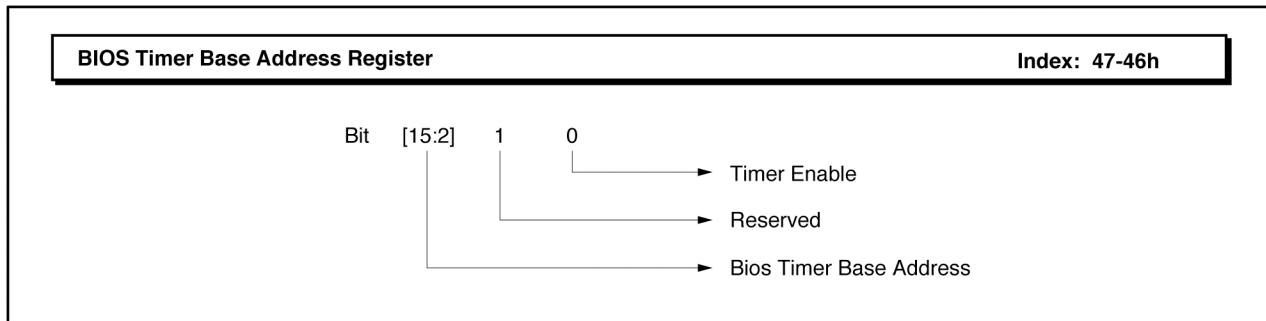 BIOS Timer Base Address Register Index: 47-46h
Bit [15:2] 1 0
Timer Enable
Reserved
Bios Timer Base Address